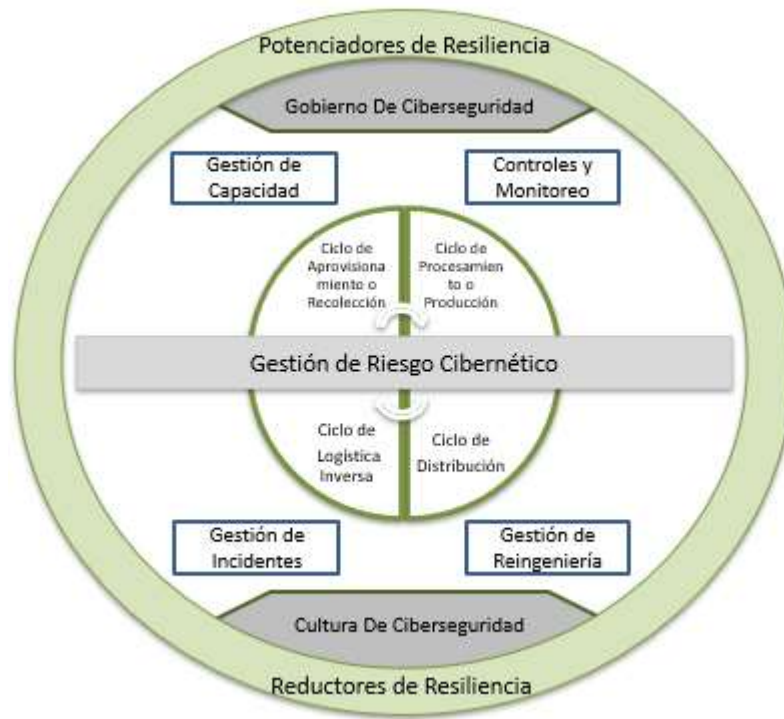 Potenciadores de Resiliencia
Gobierno De Ciberseguridad
Gestión de
Capacidad
Controles y
Monitoreo
Ciclo de
Aprovisiona
miento o
Recolección
Ciclo de
Procesamien
to o
Producción
Gestión de Riesgo Cibernético
Ciclo de
Logística
Inversa
Ciclo de
Distribución
Gestión de
Incidentes
Gestión de
Reingeniería
Cultura De Ciberseguridad
Reductores de Resiliencia